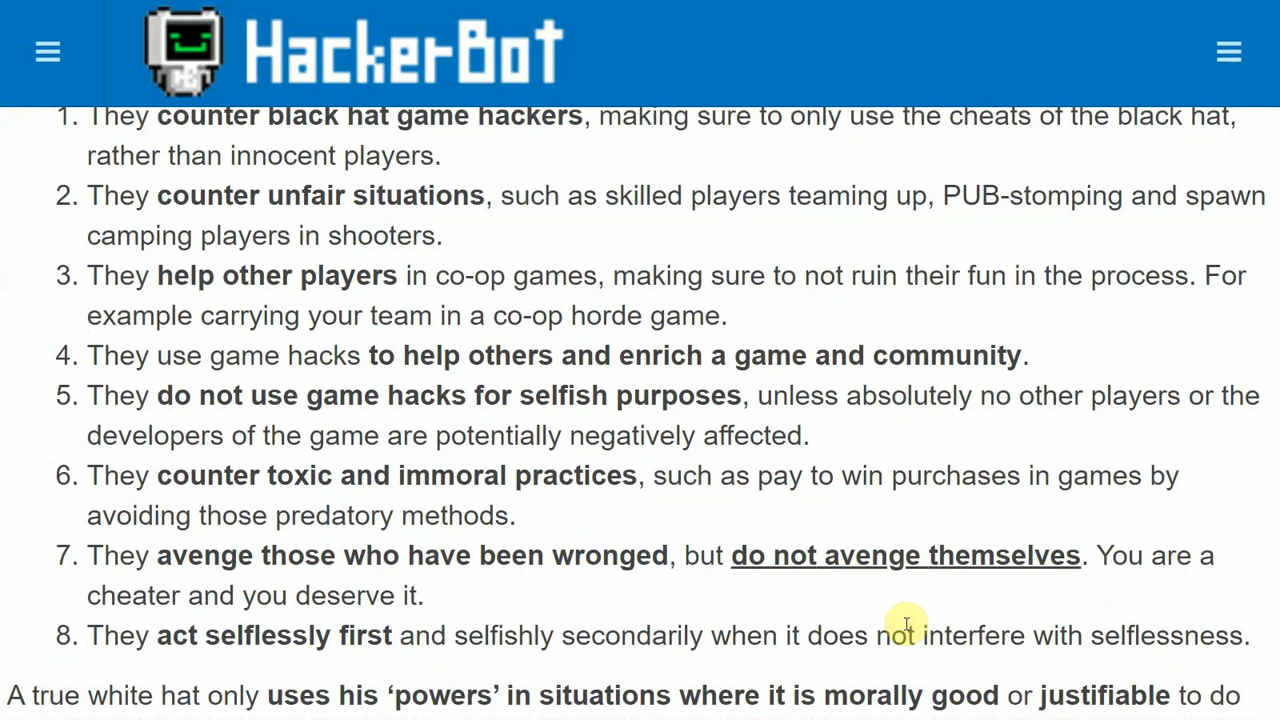 HackerBot
1. They counter black hat game hackers, making sure to only use the cheats of the black hat,
rather than innocent players.
2. They counter unfair situations, such as skilled players teaming up, PUB-stomping and spawn
camping players in shooters.
3. They help other players in co-op games, making sure to not ruin their fun in the process. For
example carrying your team in a co-op horde game.
4. They use game hacks to help others and enrich a game and community.
5. They do not use game hacks for selfish purposes, unless absolutely no other players or the
developers of the game are potentially negatively affected.
6. They counter toxic and immoral practices, such as pay to win purchases in games by
avoiding those predatory methods.
7. They avenge those who have been wronged, but do not avenge themselves. You are a
cheater and you deserve it.
8. They act selflessly first and selfishly secondarily when it does not interfere with selflessness.
A true white hat only uses his ‘powers’ in situations where it is morally good or justifiable to do